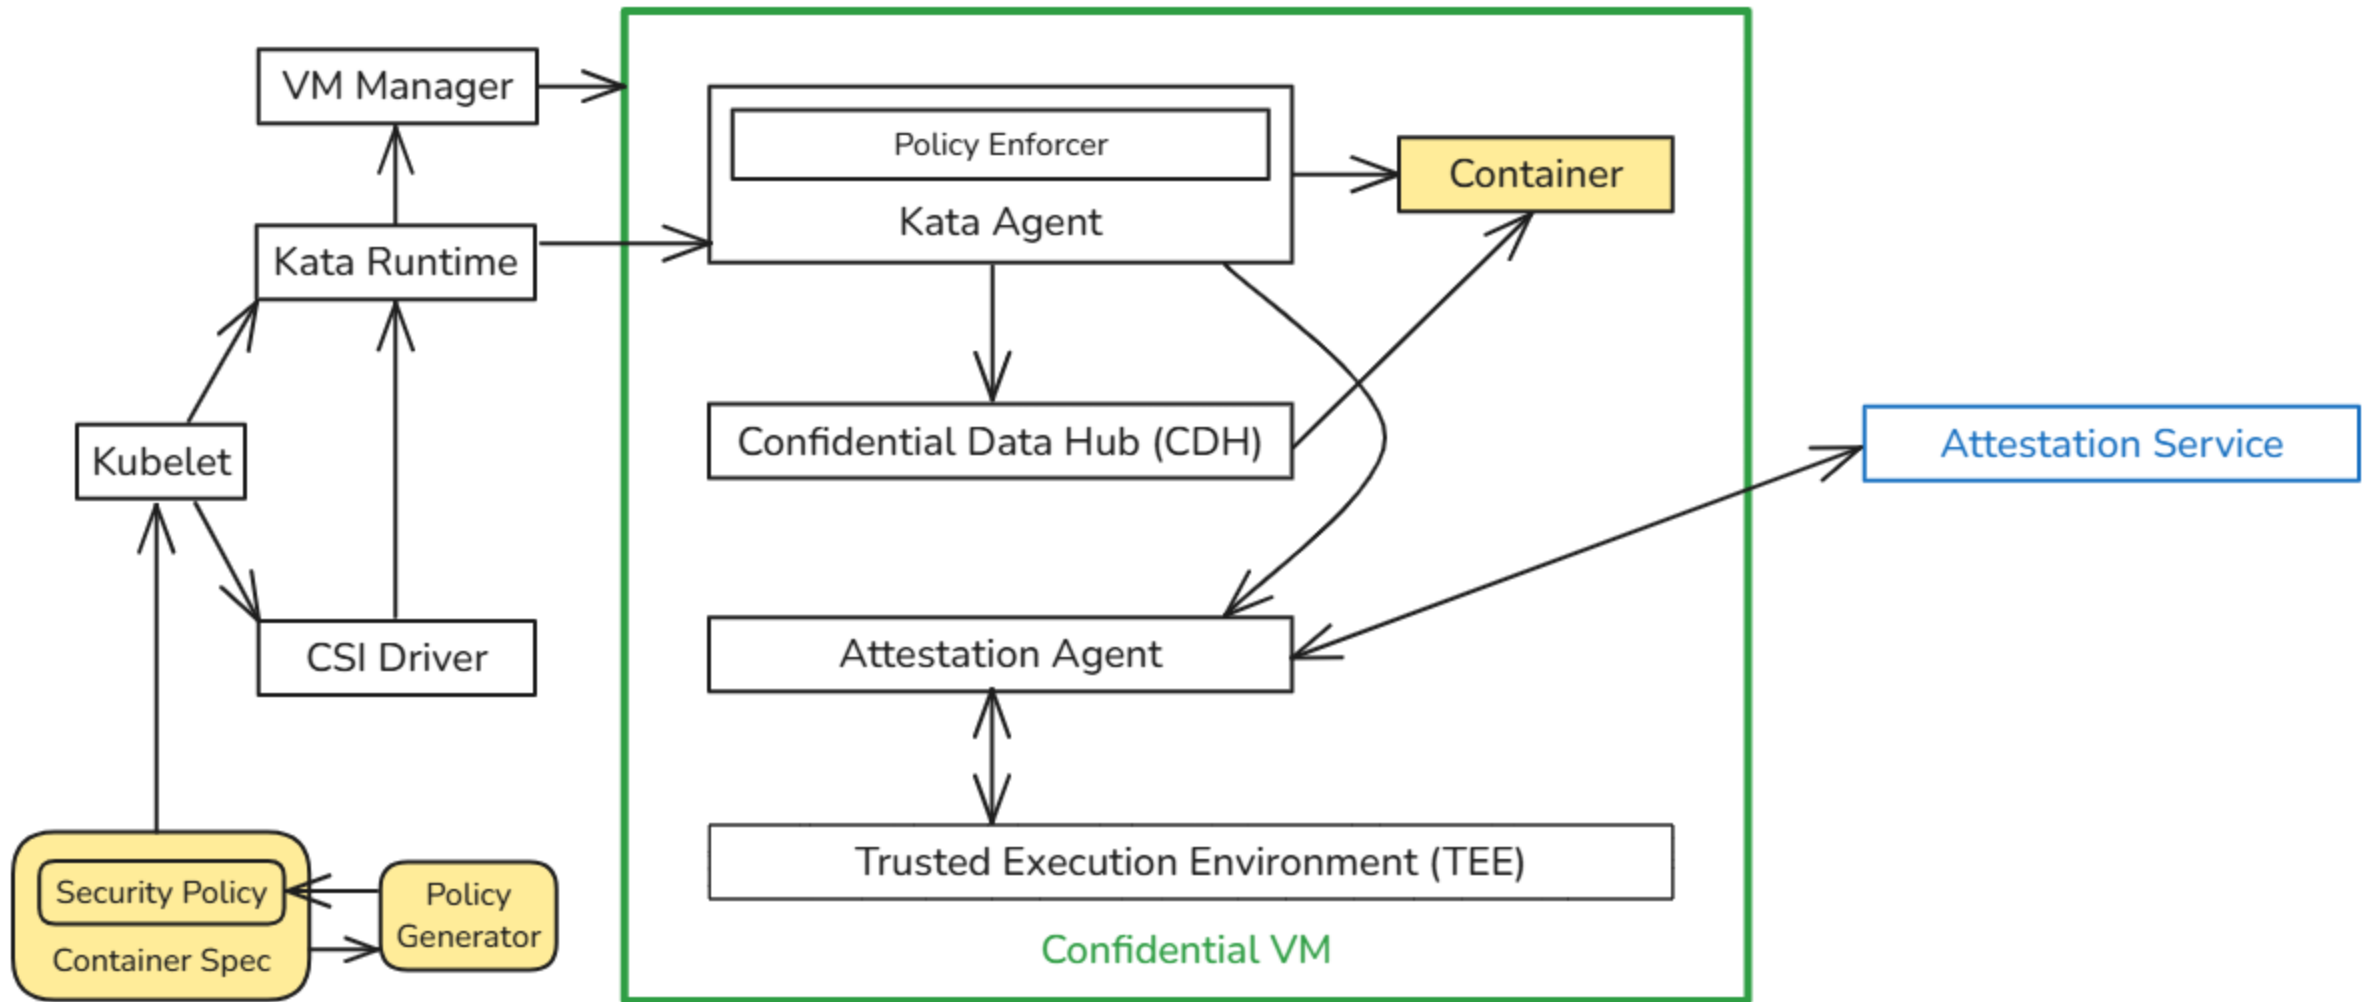 VM Manager
Policy Enforcer
Container
Kata Agent
Kata Runtime
Confidential Data Hub (CDH)
Attestation Service
Kubelet
Attestation Agent
CSI Driver
Trusted Execution Environment (TEE)
Security Policy
Policy
Generator
Container Spec
Confidential VM